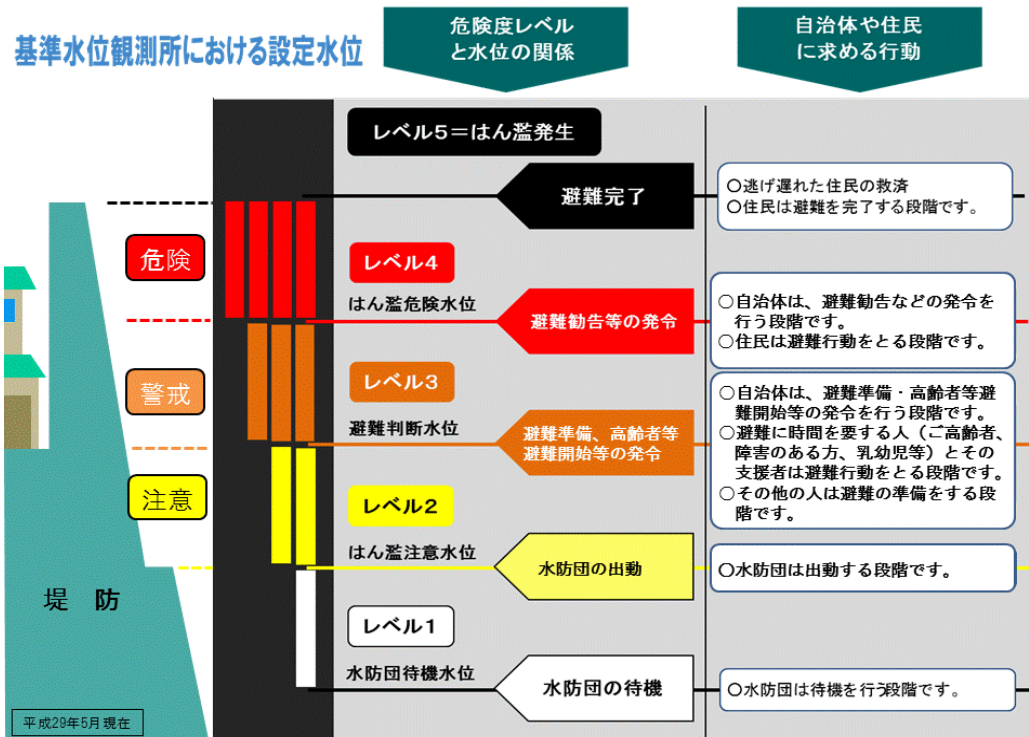 基準水位観測所における設定水位
危険度レベル
と水位の関係
自治体や住民
に求める行動
レベル5＝はん濫発生
避難完了
○逃げ遅れた住民の救済
○住民は避難を完了する段階です。
危険
レベル4
はん濫危険水位
避難勧告等の発令
○自治体は、避難勧告などの発令を
行う段階です。
○住民は避難行動をとる段階です。
警戒
レベル3
避難判断水位
避難準備、高齢者等
避難開始等の発令
○自治体は、避難準備・高齢者等避
難開始等の発令を行う段階です。
○避難に時間を要する人（ご高齢者、
障害のある方、乳幼児等）とその
支援者は避難行動をとる段階です。
○その他の人は避難の準備をする段
階です。
注意
レベル2
はん濫注意水位
水防団の出動
○水防団は出動する段階です。
堤 防
レベル1
水防団待機水位
水防団の待機
○水防団は待機を行う段階です。
平成29年5月現在